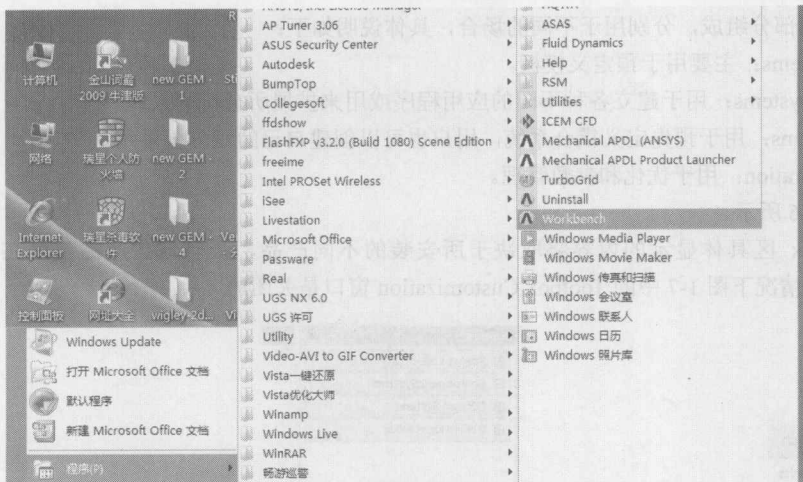 AP Tuner 3.06
ASUS Security Center
Autodesk
BumpTop
Collegesoft
ffdshow
FlashFXP v3.2.0 (Build 1080) Scene Edition
freeime
Intel PROSet Wireless
iSee
Livestation
Microsoft Office
Passware
Real
UGS NX 6.0
UGS 许可
Utility
Video-AVI to GIF Converter
Vista一键还原
Vista优化大师
Winamp
Windows Live
WinRAR
畅游巡警
ASAS
Fluid Dynamics
Help
RSM
Utilities
ICEM CFD
Mechanical APDL (ANSYS)
Mechanical APDL Product Launcher
TurboGrid
Uninstall
Workbench
Windows Media Player
Windows Movie Maker
Windows 传真和扫描
Windows 会议室
Windows 联系人
Windows 日历
Windows 照片库
计算机
金山词霸
2009 牛津版
new GEM -
1
网络
瑞星个人防
火墙
new GEM -
2
Internet
Explorer
瑞星杀毒软
件
new GEM -
4
控制面板
网址大全
wigley-2d...
Windows Update
打开 Microsoft Office 文档
默认程序
新建 Microsoft Office 文档
程序(P)